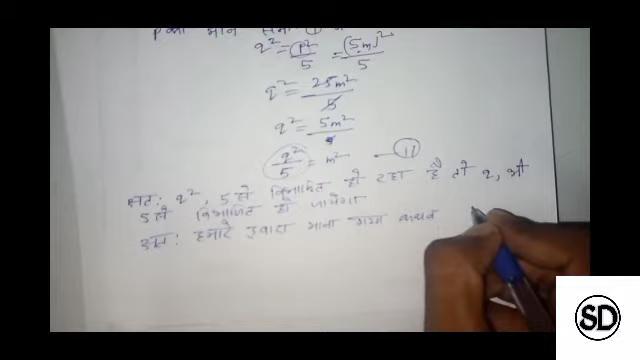 q² = p²/5 = (5m)²/5
q² = 25m²/5
q² = 5m²
q²/5 = m² — 11
अतः q², 5 से विभाजित हो रहा है तो q, भी
5 से विभाजित हो जायेगा
अतः हमारे द्वारा माना गया कथन
SD